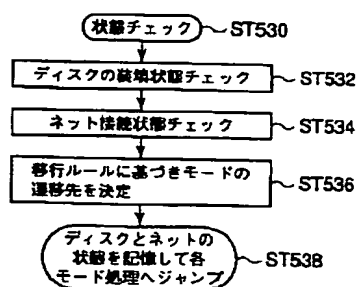 状態チェック ST530
ディスクの装填状態チェック ST532
ネット接続状態チェック ST534
移行ルールに基づきモードの
遷移先を決定 ST536
ディスクとネットの
状態を記憶して各 ST538
モード処理へジャンプ